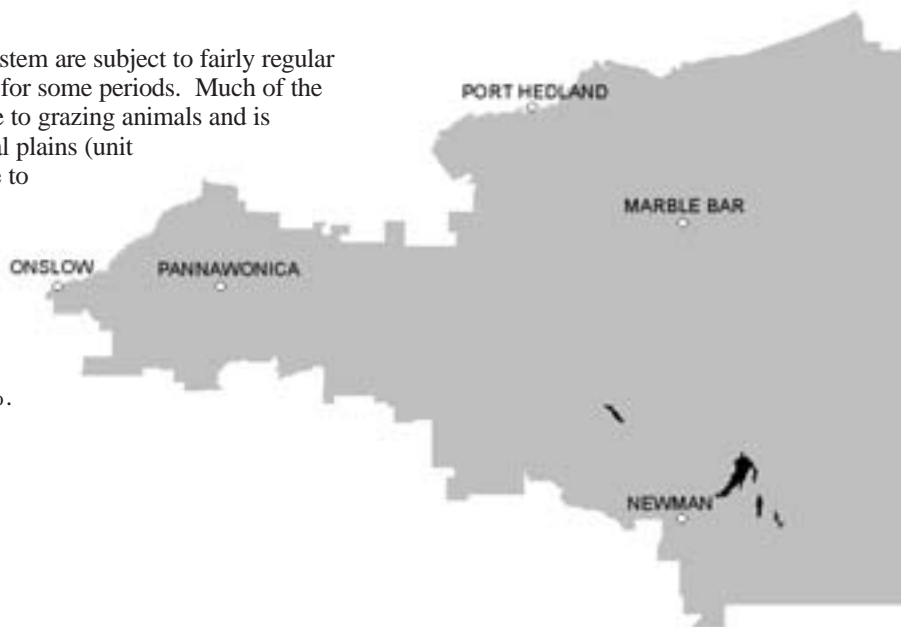 stem are subject to fairly regular
for some periods. Much of the
e to grazing animals and is
al plains (unit
e to
.
PORT HEDLAND
MARBLE BAR
ONSLOW
PANNAWONICA
NEWMAN